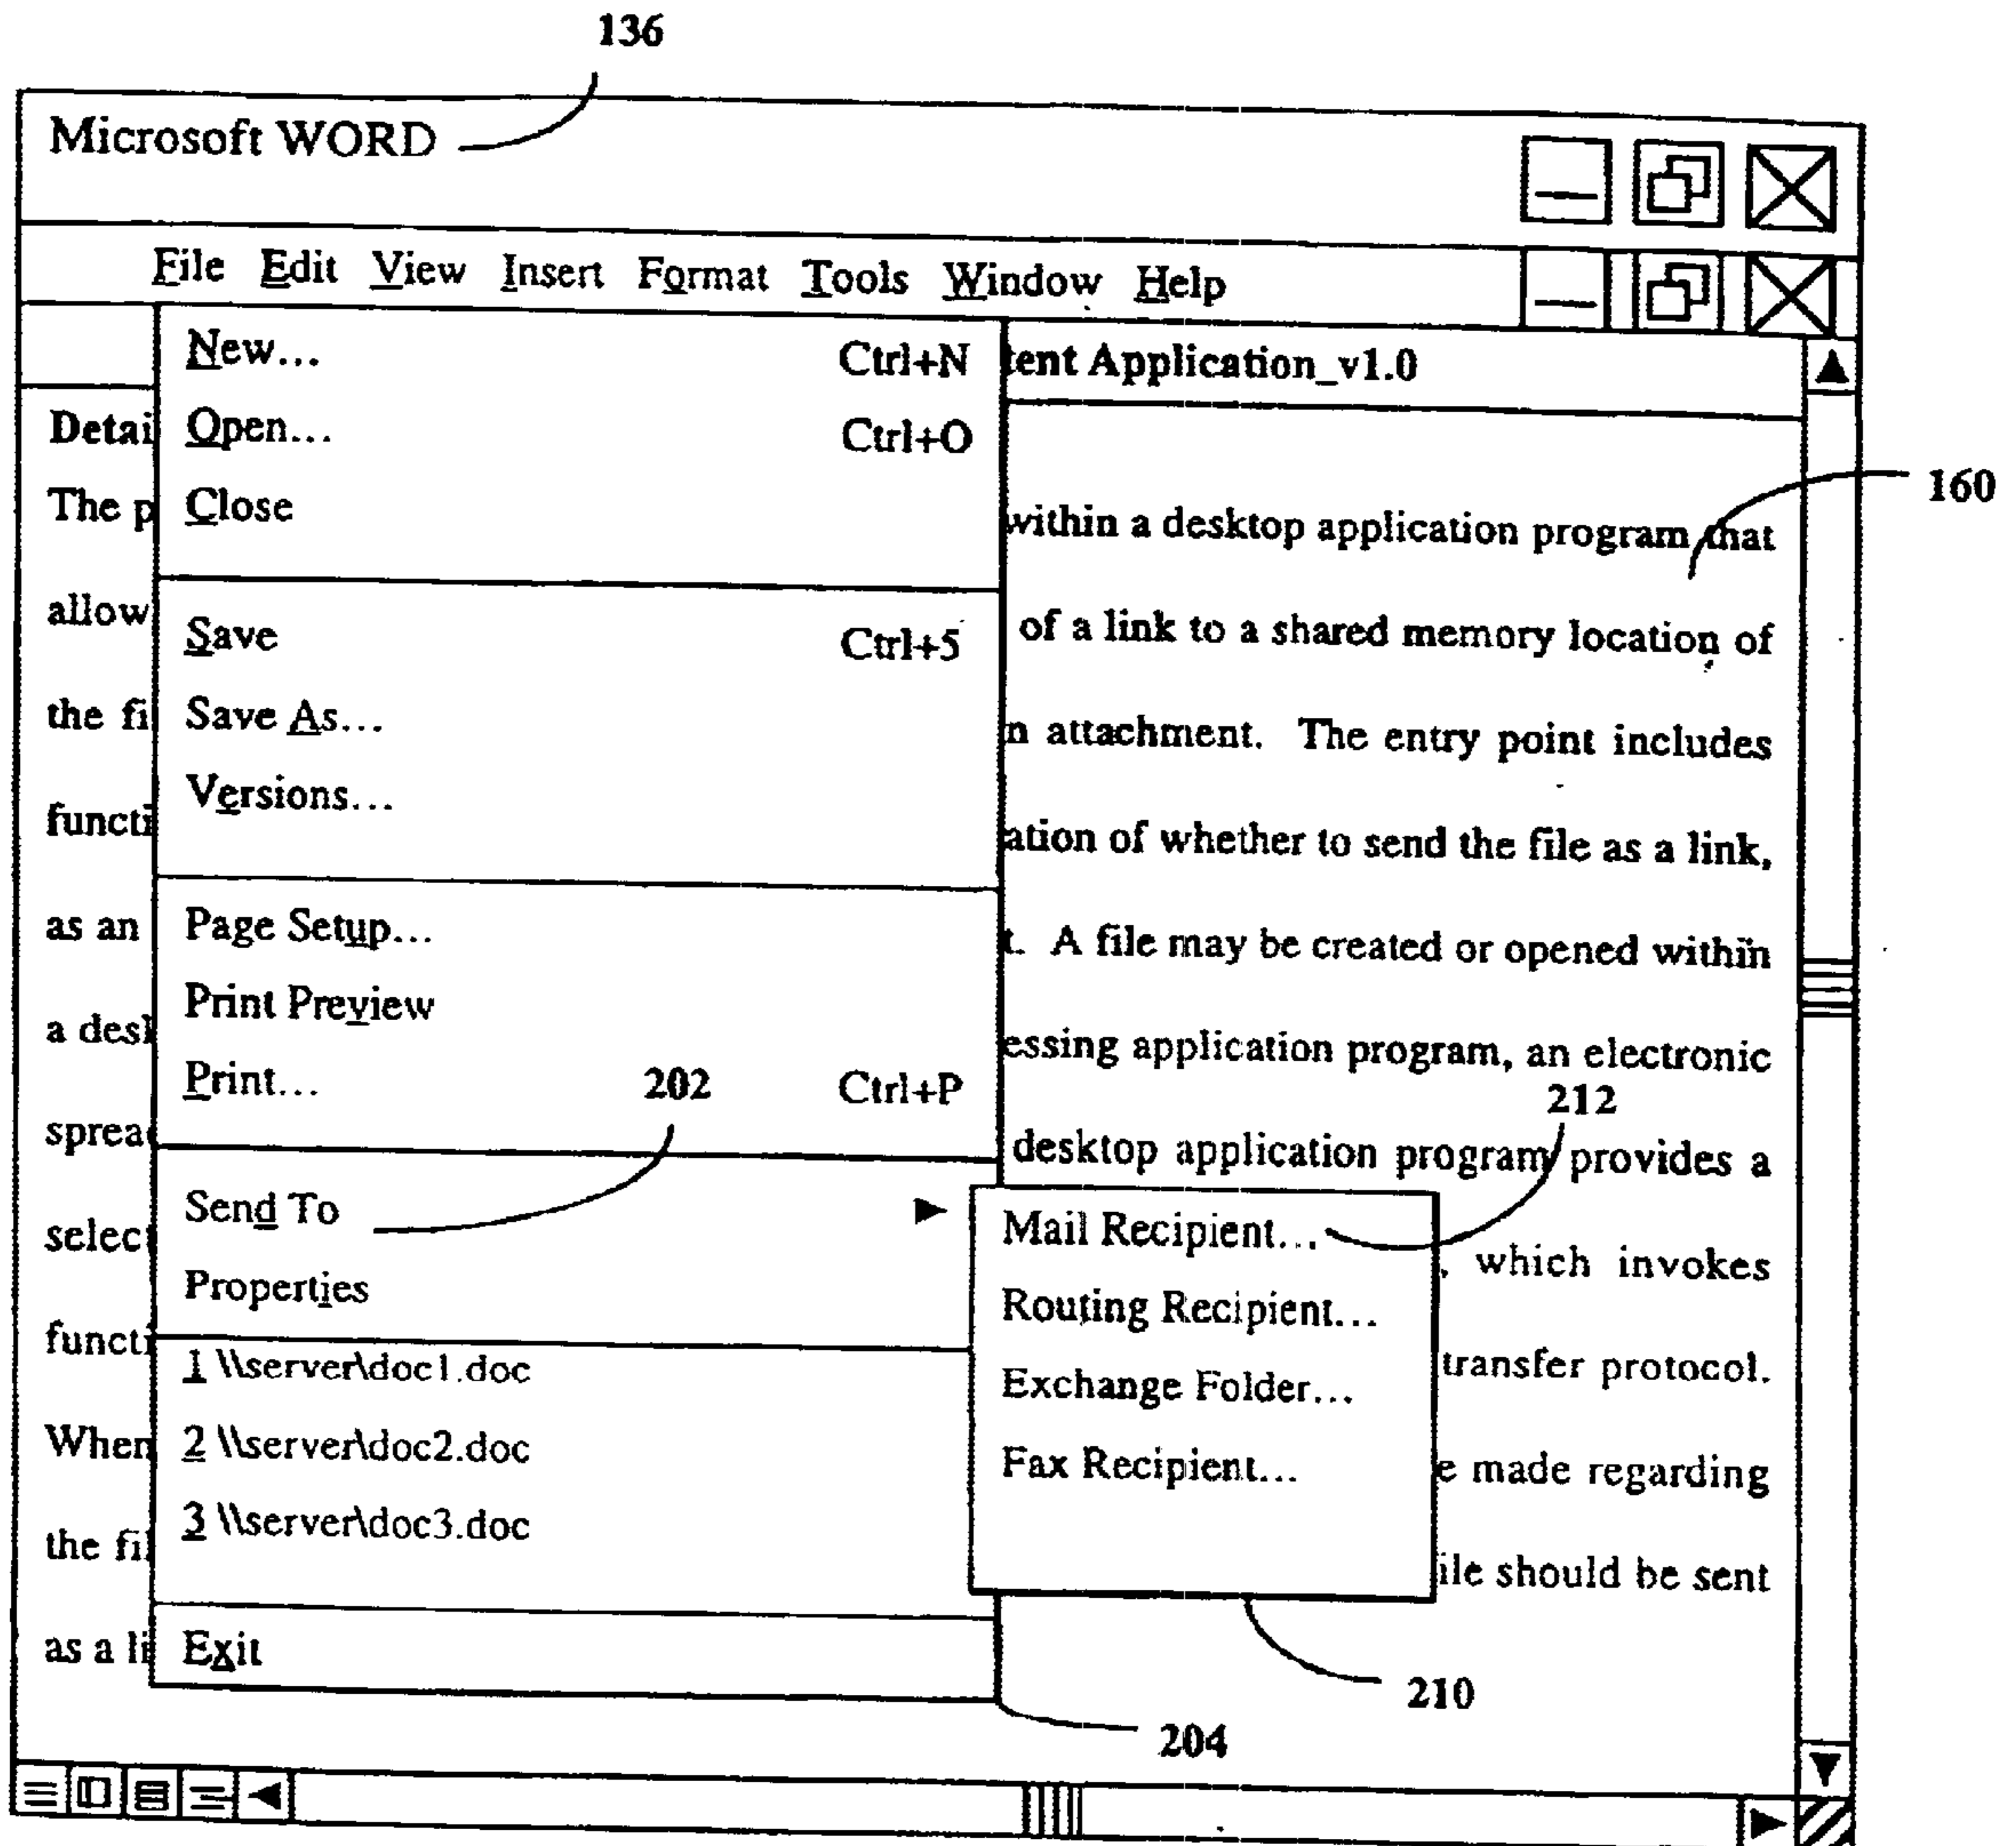 136
Microsoft WORD
File Edit View Insert Format Tools Window Help
New... Ctrl+N tent Application_v1.0
Detai Open... Ctrl+O
The p Close within a desktop application program that
160
allow Save Ctrl+5 of a link to a shared memory location of
the fi Save As... n attachment. The entry point includes
Versions...
functi ation of whether to send the file as a link,
as an Page Setup... t. A file may be created or opened within
Print Preview
a desk essing application program, an electronic
Print... 202 Ctrl+P 212
sprea desktop application program provides a
Send To Mail Recipient...
select , which invokes
Properties Routing Recipient...
functi transfer protocol.
1 \\server\doc1.doc Exchange Folder...
When 2 \\server\doc2.doc Fax Recipient... e made regarding
3 \\server\doc3.doc
the fil ile should be sent
as a li Exit
210
204